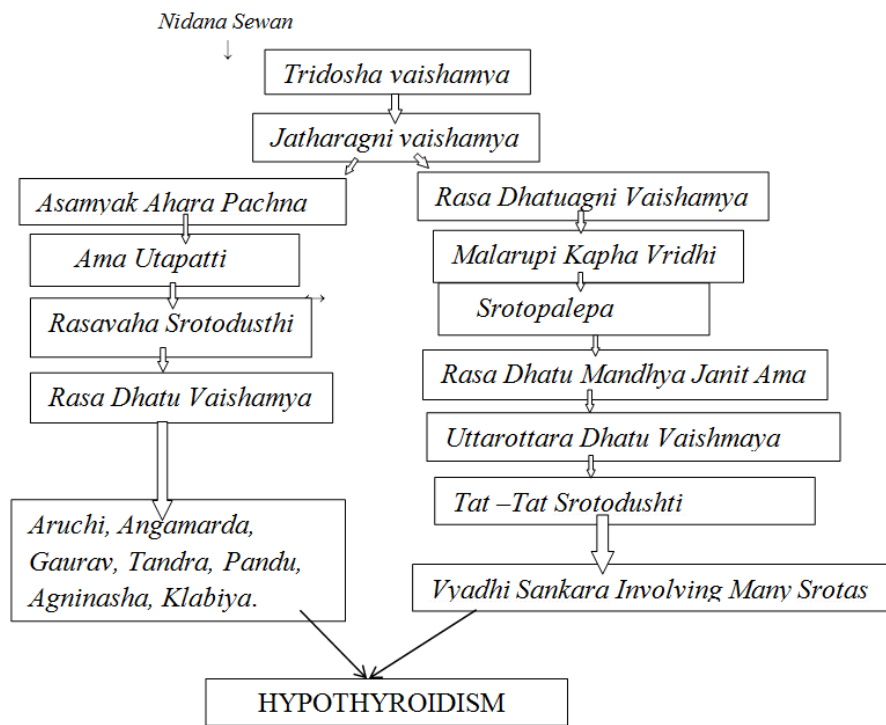 Nidana Sewan
Tridosha vaishamya
Jatharagni vaishamya
Asamyak Ahara Pachna
Ama Utapatti
Rasavaha Srotodusthi
Rasa Dhatu Vaishamya
Aruchi, Angamarda,
Gaurav, Tandra, Pandu,
Agninasha, Klabiya.
Rasa Dhatuagni Vaishamya
Malarupi Kapha Vridhi
Srotopalepa
Rasa Dhatu Mandhya Janit Ama
Uttarottara Dhatu Vaishmaya
Tat –Tat Srotodushti
Vyadhi Sankara Involving Many Srotas
HYPOTHYROIDISM